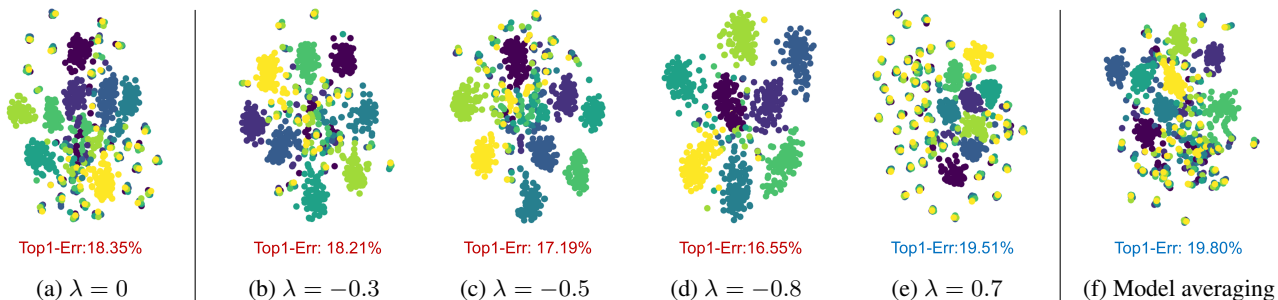 Top1-Err:18.35%
Top1-Err: 18.21%
Top1-Err: 17.19%
Top1-Err:16.55%
Top1-Err:19.51%
Top1-Err: 19.80%
(a) λ = 0
(b) λ = −0.3
(c) λ = −0.5
(d) λ = −0.8
(e) λ = 0.7
(f) Model averaging